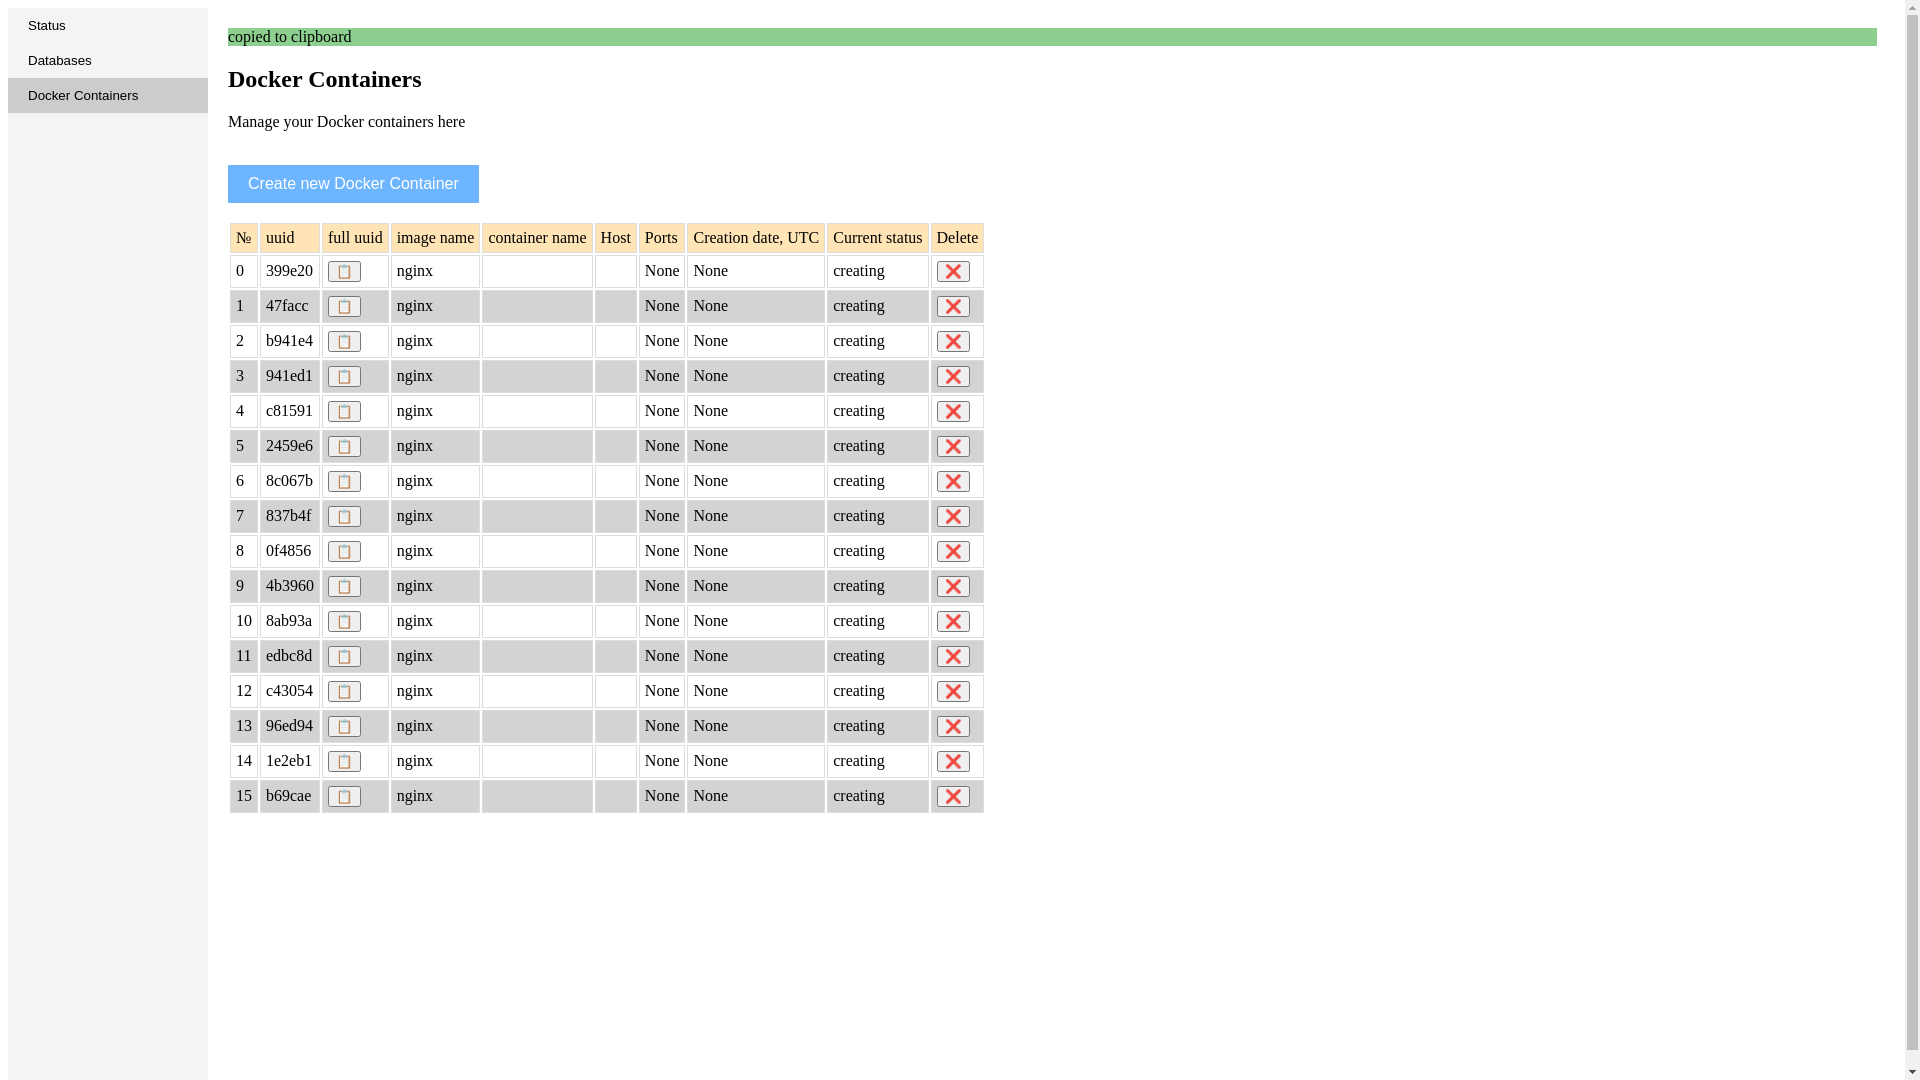 Status
Databases
Docker Containers
copied to clipboard
Docker Containers
Manage your Docker containers here
Create new Docker Container
№ uuid full uuid image name container name Host Ports Creation date, UTC Current status Delete
0 399e20 nginx None None creating
1 47facc nginx None None creating
2 b941e4 nginx None None creating
3 941ed1 nginx None None creating
4 c81591 nginx None None creating
5 2459e6 nginx None None creating
6 8c067b nginx None None creating
7 837b4f nginx None None creating
8 0f4856 nginx None None creating
9 4b3960 nginx None None creating
10 8ab93a nginx None None creating
11 edbc8d nginx None None creating
12 c43054 nginx None None creating
13 96ed94 nginx None None creating
14 1e2eb1 nginx None None creating
15 b69cae nginx None None creating